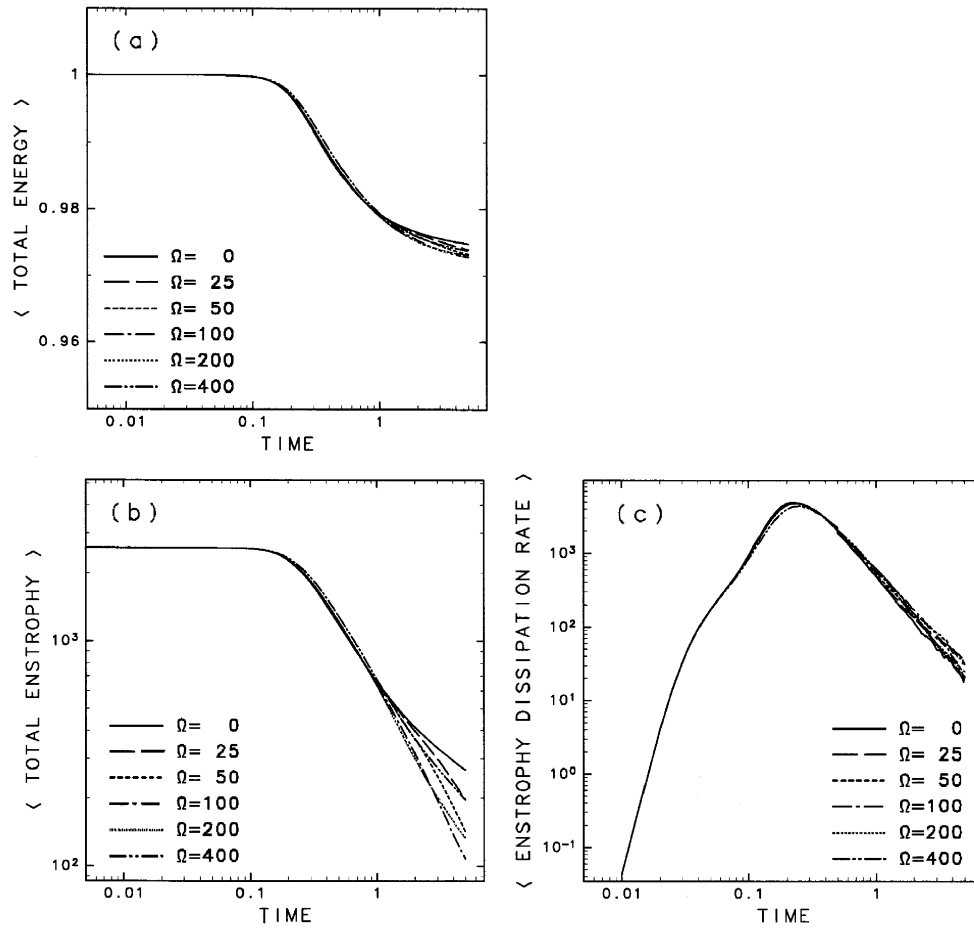 (a)
< TOTAL ENERGY >
1
0.98
0.96
Ω= 0
Ω= 25
Ω= 50
Ω=100
Ω=200
Ω=400
0.01 0.1 1
TIME
(b)
< TOTAL ENSTROPHY >
10³
10²
Ω= 0
Ω= 25
Ω= 50
Ω=100
Ω=200
Ω=400
0.01 0.1 1
TIME
(c)
< ENSTROPHY DISSIPATION RATE >
10³
10²
10¹
10⁰
10⁻¹
Ω= 0
Ω= 25
Ω= 50
Ω=100
Ω=200
Ω=400
0.01 0.1 1
TIME